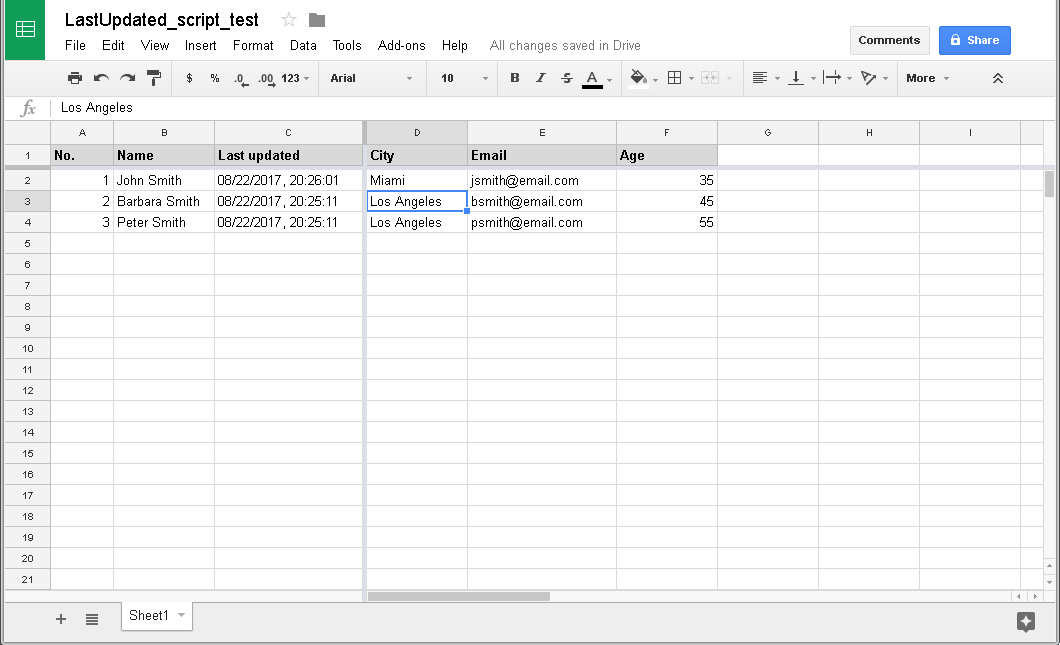 LastUpdated_script_test
File Edit View Insert Format Data Tools Add-ons Help All changes saved in Drive
Comments Share
$ % .0 .00 123 Arial 10 B I S A More
fx Los Angeles
A B C D E F G H I
1 No. Name Last updated City Email Age
2 1 John Smith 08/22/2017, 20:26:01 Miami jsmith@email.com 35
3 2 Barbara Smith 08/22/2017, 20:25:11 Los Angeles bsmith@email.com 45
4 3 Peter Smith 08/22/2017, 20:25:11 Los Angeles psmith@email.com 55
5
6
7
8
9
10
11
12
13
14
15
16
17
18
19
20
21
Sheet1